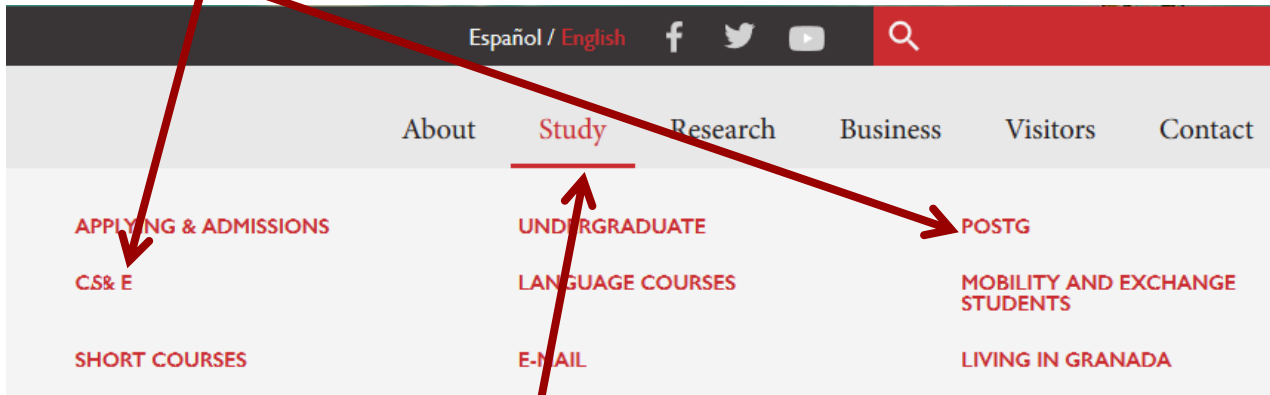 Español / English
About Study Research Business Visitors Contact
APPLYING & ADMISSIONS UNDERGRADUATE POSTG
CS& E LANGUAGE COURSES MOBILITY AND EXCHANGE
STUDENTS
SHORT COURSES E-MAIL LIVING IN GRANADA